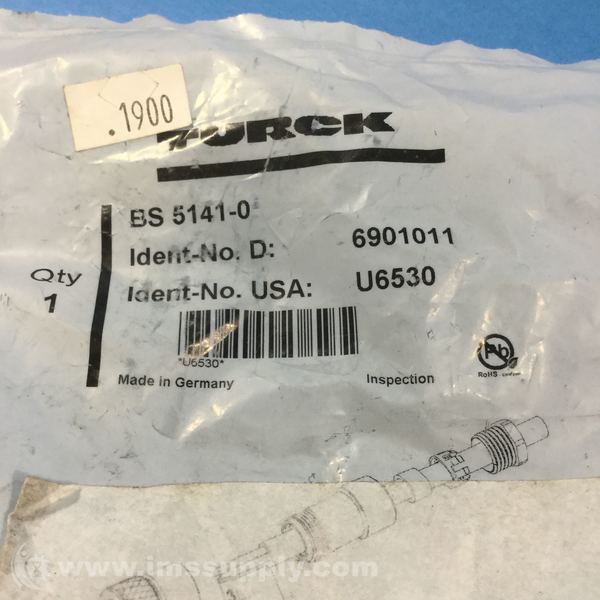 .1900
TURCK
BS 5141-0
Ident-No. D: 6901011
Ident-No. USA: U6530
Qty
1
*U6530*
Made in Germany
Inspection
Pb
RoHS
© www.imssupply.com